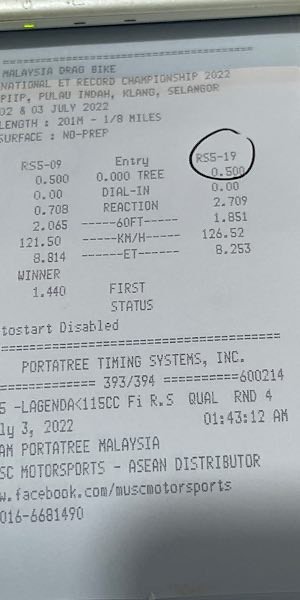 MALAYSIA DRAG BIKE
NATIONAL ET RECORD CHAMPIONSHIP 2022
PIIP, PULAU INDAH, KLANG, SELANGOR
02 & 03 JULY 2022
LENGTH : 201M - 1/8 MILES
SURFACE : NO-PREP
RS5-09 Entry RS5-19
0.500 0.000 TREE 0.500
0.00 DIAL-IN 0.00
0.708 REACTION 2.709
2.065 -----60FT----- 1.851
121.50 -----KM/H----- 126.52
8.814 ------ET------ 8.253
WINNER
1.440 FIRST
STATUS
tostart Disabled
PORTATREE TIMING SYSTEMS, INC.
============ 393/394 ==========600214
5 -LAGENDA<115CC Fi R.S QUAL RND 4
ly 3, 2022 01:43:12 AM
AM PORTATREE MALAYSIA
SC MOTORSPORTS - ASEAN DISTRIBUTOR
w.facebook.com/muscmotorsports
016-6681490